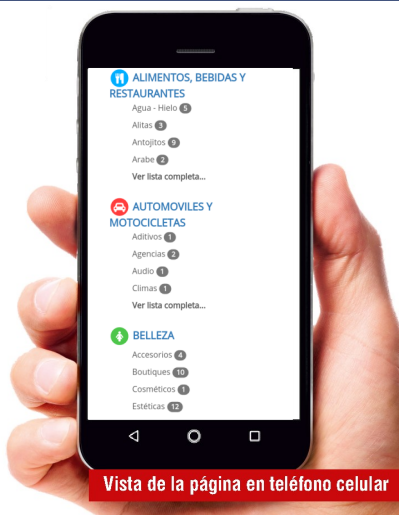 ALIMENTOS, BEBIDAS Y
RESTAURANTES
Agua - Hielo 5
Alitas 3
Antojitos 9
Arabe 2
Ver lista completa...
AUTOMOVILES Y
MOTOCICLETAS
Aditivos 1
Agencias 2
Audio 1
Climas 1
Ver lista completa...
BELLEZA
Accesorios 4
Boutiques 10
Cosméticos 1
Estéticas 12
Vista de la página en teléfono celular